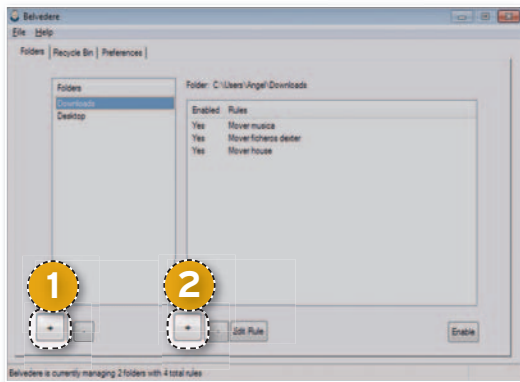 Belvedere
File Help
Folders Recycle Bin Preferences
Folders
Downloads
Desktop
Folder: C:\Users\Angel\Downloads
Enabled Rules
Yes Mover musica
Yes Mover ficheros dexter
Yes Mover house
1
2
+ - + - Edit Rule Enable
Belvedere is currently managing 2 folders with 4 total rules